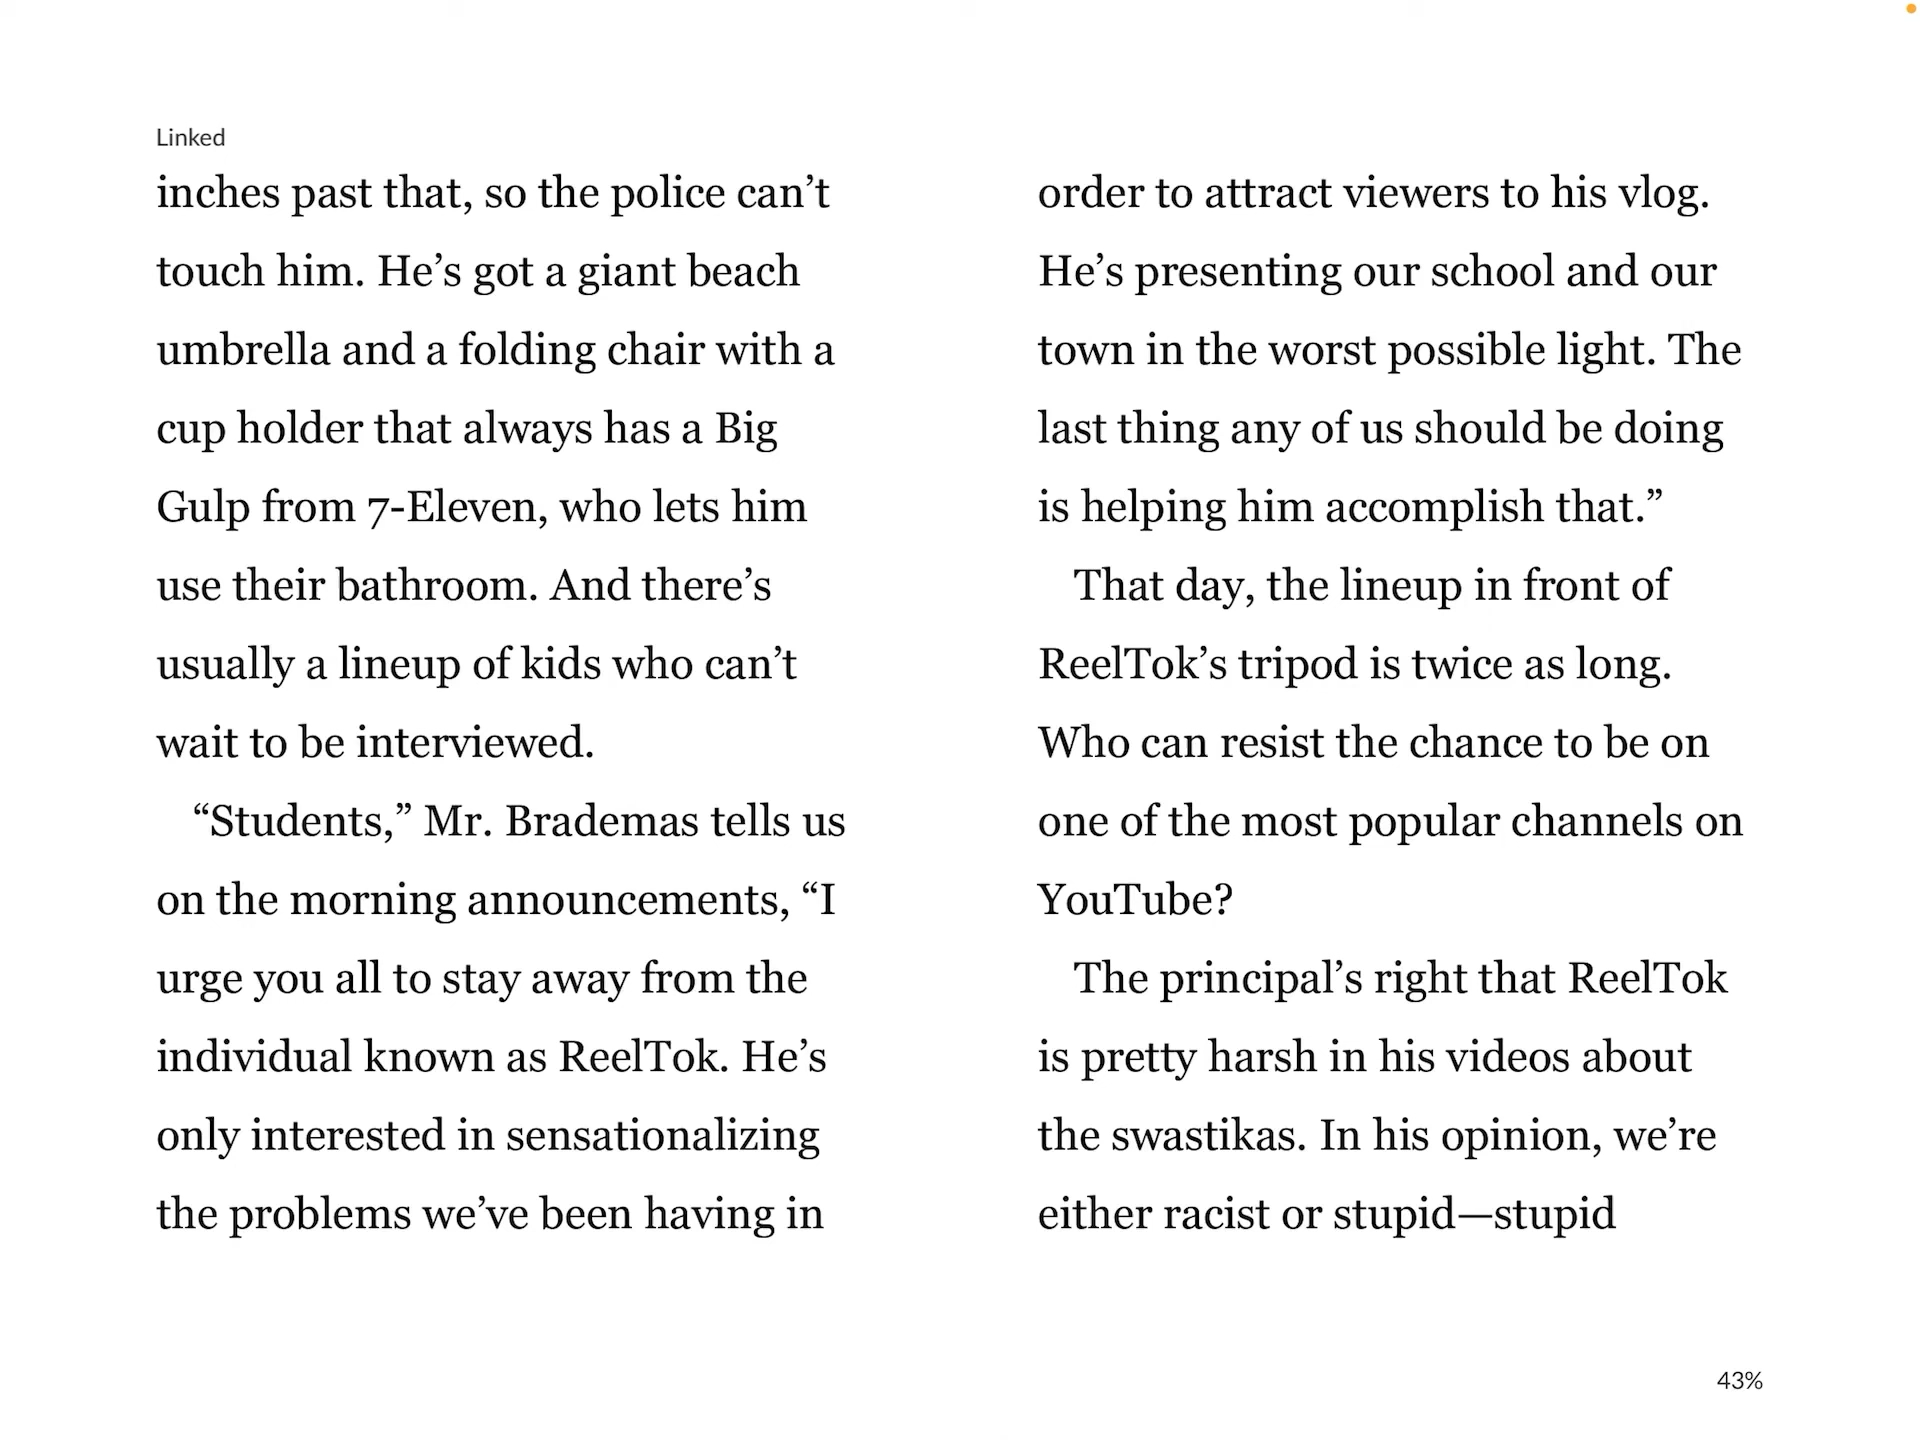 Linked
inches past that, so the police can’t
touch him. He’s got a giant beach
umbrella and a folding chair with a
cup holder that always has a Big
Gulp from 7-Eleven, who lets him
use their bathroom. And there’s
usually a lineup of kids who can’t
wait to be interviewed.
“Students,” Mr. Brademas tells us
on the morning announcements, “I
urge you all to stay away from the
individual known as ReelTok. He’s
only interested in sensationalizing
the problems we’ve been having in
order to attract viewers to his vlog.
He’s presenting our school and our
town in the worst possible light. The
last thing any of us should be doing
is helping him accomplish that.”
That day, the lineup in front of
ReelTok’s tripod is twice as long.
Who can resist the chance to be on
one of the most popular channels on
YouTube?
The principal’s right that ReelTok
is pretty harsh in his videos about
the swastikas. In his opinion, we’re
either racist or stupid—stupid
43%